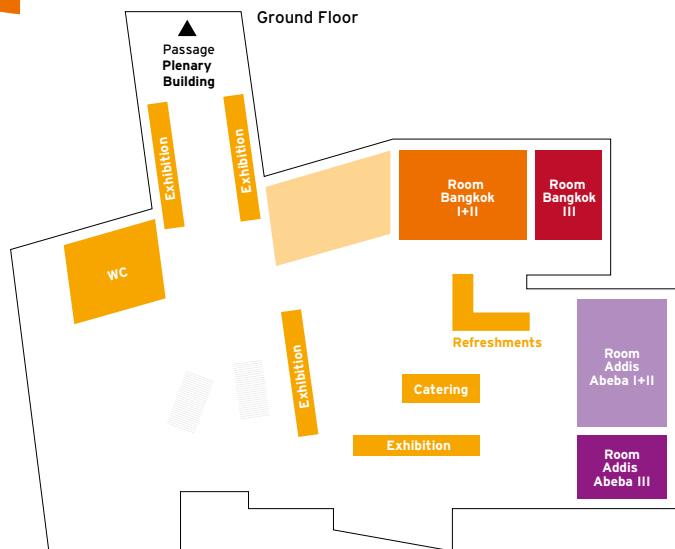 Ground Floor
Passage
Plenary
Building
Exhibition
Exhibition
Room
Bangkok
I+II
Room
Bangkok
III
WC
Exhibition
Refreshments
Room
Addis
Abeba I+II
Catering
Exhibition
Room
Addis
Abeba III